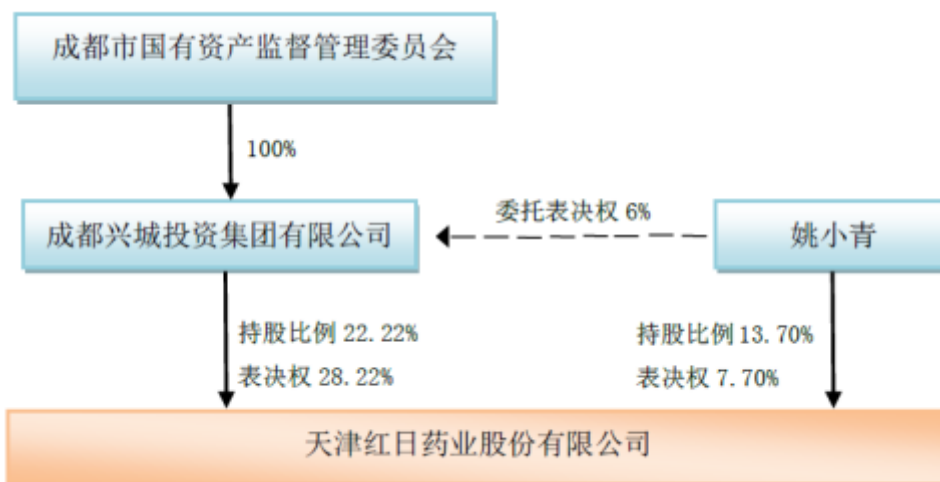 成都市国有资产监督管理委员会
100%
委托表决权 6%
成都兴城投资集团有限公司
姚小青
持股比例 22.22%
表决权 28.22%
持股比例 13.70%
表决权 7.70%
天津红日药业股份有限公司